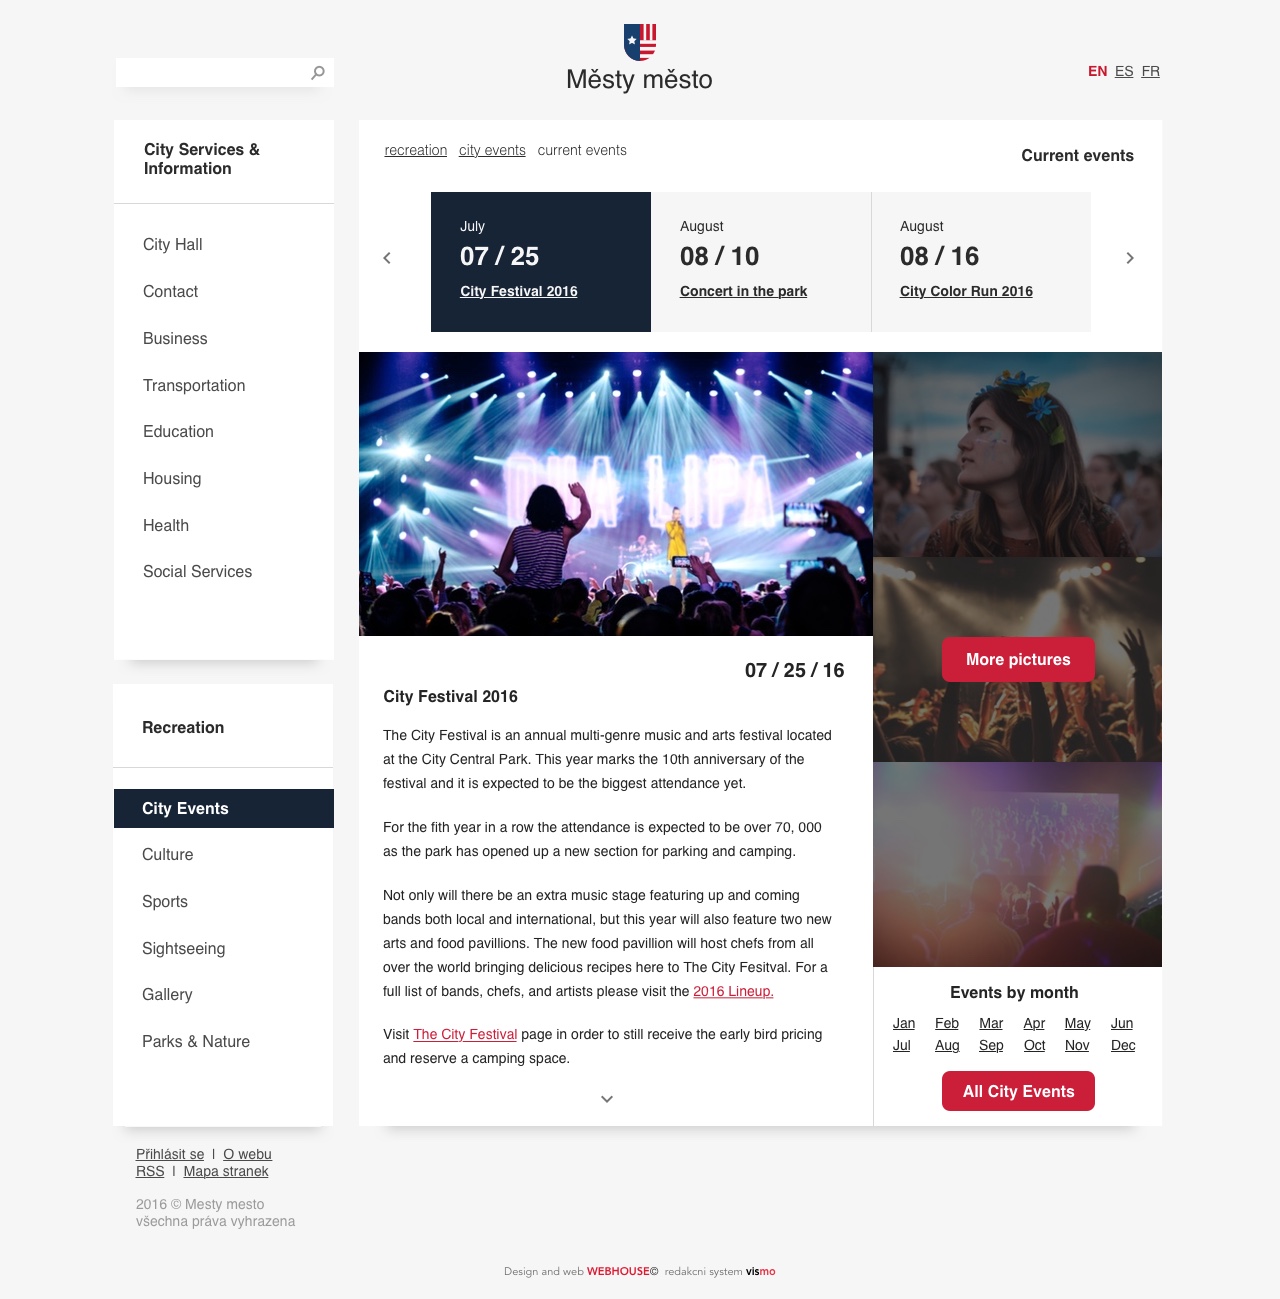 Městy město
EN ES FR
City Services &
Information
City Hall
Contact
Business
Transportation
Education
Housing
Health
Social Services
Recreation
City Events
Culture
Sports
Sightseeing
Gallery
Parks & Nature
recreation city events current events
Current events
July
07 / 25
City Festival 2016
August
08 / 10
Concert in the park
August
08 / 16
City Color Run 2016
DUA LIPA
07 / 25 / 16
City Festival 2016
The City Festival is an annual multi-genre music and arts festival located
at the City Central Park. This year marks the 10th anniversary of the
festival and it is expected to be the biggest attendance yet.
For the fith year in a row the attendance is expected to be over 70, 000
as the park has opened up a new section for parking and camping.
Not only will there be an extra music stage featuring up and coming
bands both local and international, but this year will also feature two new
arts and food pavillions. The new food pavillion will host chefs from all
over the world bringing delicious recipes here to The City Fesitval. For a
full list of bands, chefs, and artists please visit the 2016 Lineup.
Visit The City Festival page in order to still receive the early bird pricing
and reserve a camping space.
More pictures
Events by month
Jan Feb Mar Apr May Jun
Jul Aug Sep Oct Nov Dec
All City Events
Přihlásit se | O webu
RSS | Mapa stranek
2016 © Mesty mesto
všechna práva vyhrazena
Design and web WEBHOUSE© redakcni system vismo